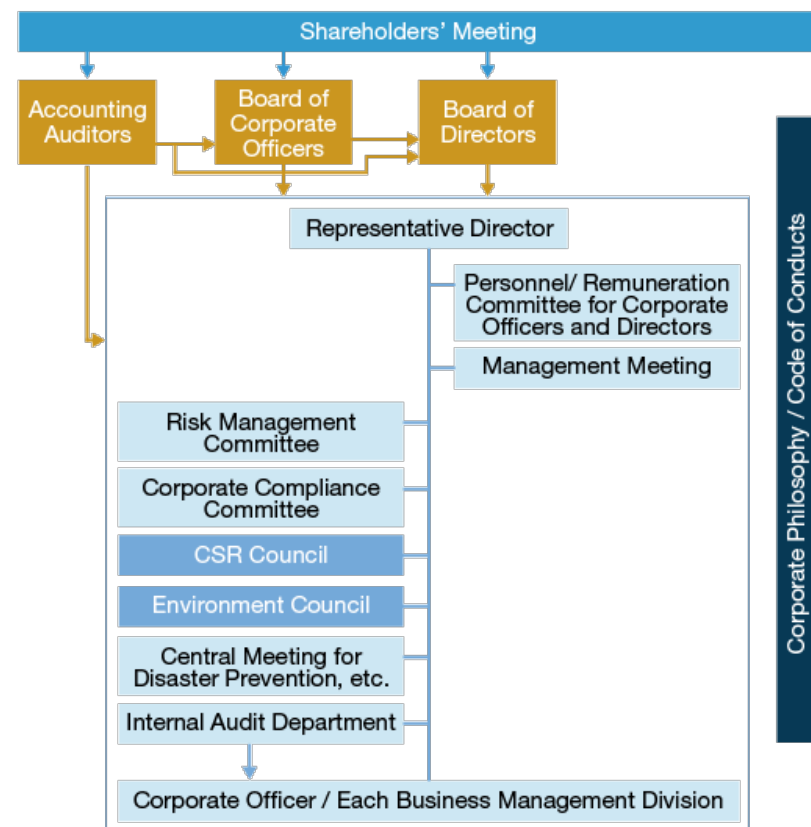 Shareholders' Meeting
Accounting
Auditors
Board of
Corporate
Officers
Board of
Directors
Representative Director
Personnel/ Remuneration
Committee for Corporate
Officers and Directors
Management Meeting
Risk Management
Committee
Corporate Compliance
Committee
CSR Council
Environment Council
Central Meeting for
Disaster Prevention, etc.
Internal Audit Department
Corporate Officer / Each Business Management Division
Corporate Philosophy / Code of Conducts